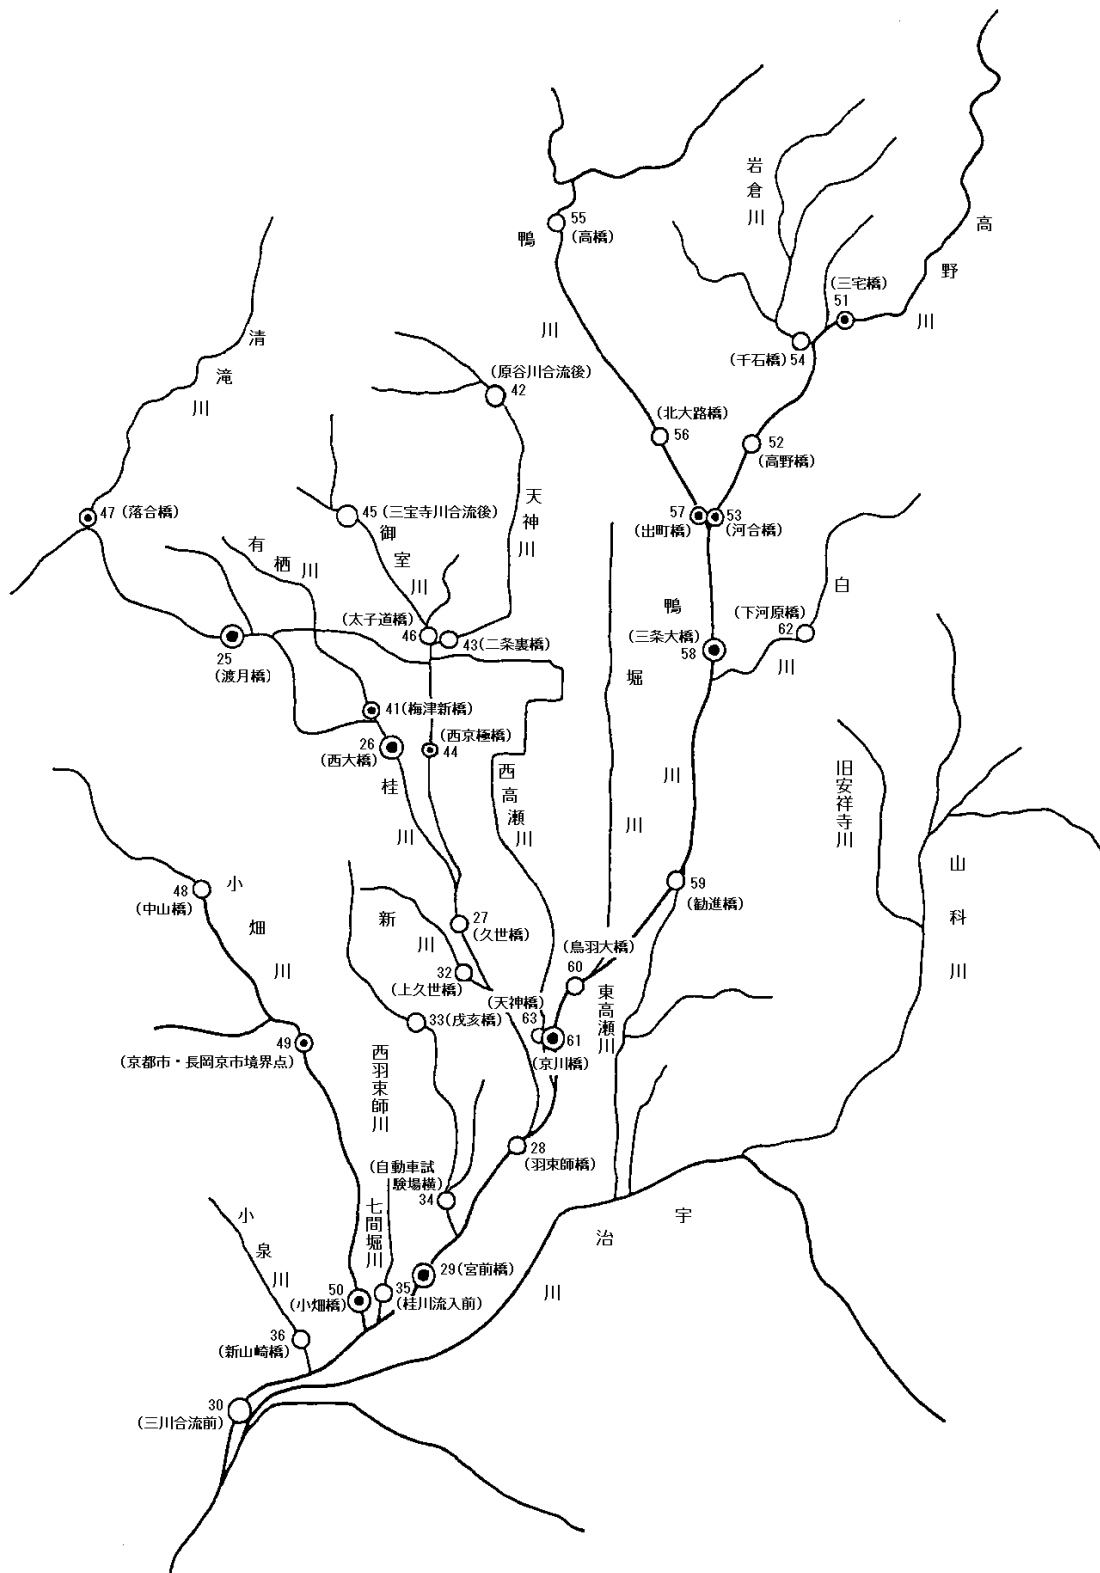 55
(高橋)
鴨川
岩倉川
高野川
(三宅橋)
51
(千石橋) 54
清滝川
(原谷川合流後)
42
(北大路橋)
56
52
(高野橋)
47 (落合橋)
45 (三宝寺川合流後)
御室川
天神川
57
(出町橋)
53
(河合橋)
有栖川
白川
(太子道橋)
46
43(二条裏橋)
鴨川
(下河原橋)
62
(三条大橋)
58
25
(渡月橋)
堀川
41(梅津新橋)
26
(西大橋)
(西京極橋)
44
桂川
西高瀬川
旧安祥寺川
山科川
48
(中山橋)
小畑川
59
(勧進橋)
新川
27
(久世橋)
(鳥羽大橋)
60
32
(上久世橋)
(天神橋)
63
東高瀬川
33(戌亥橋)
61
(京川橋)
49
(京都市・長岡京市境界点)
西羽束師川
28
(羽束師橋)
(自動車試
験場横)
34
七間堀川
小泉川
宇治川
29(宮前橋)
50
(小畑橋)
35
(桂川流入前)
36
(新山崎橋)
30
(三川合流前)